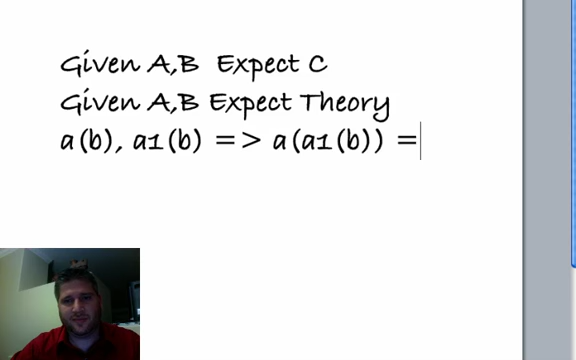 Given A,B Expect C
Given A,B Expect Theory
a(b), a1(b) => a(a1(b)) =